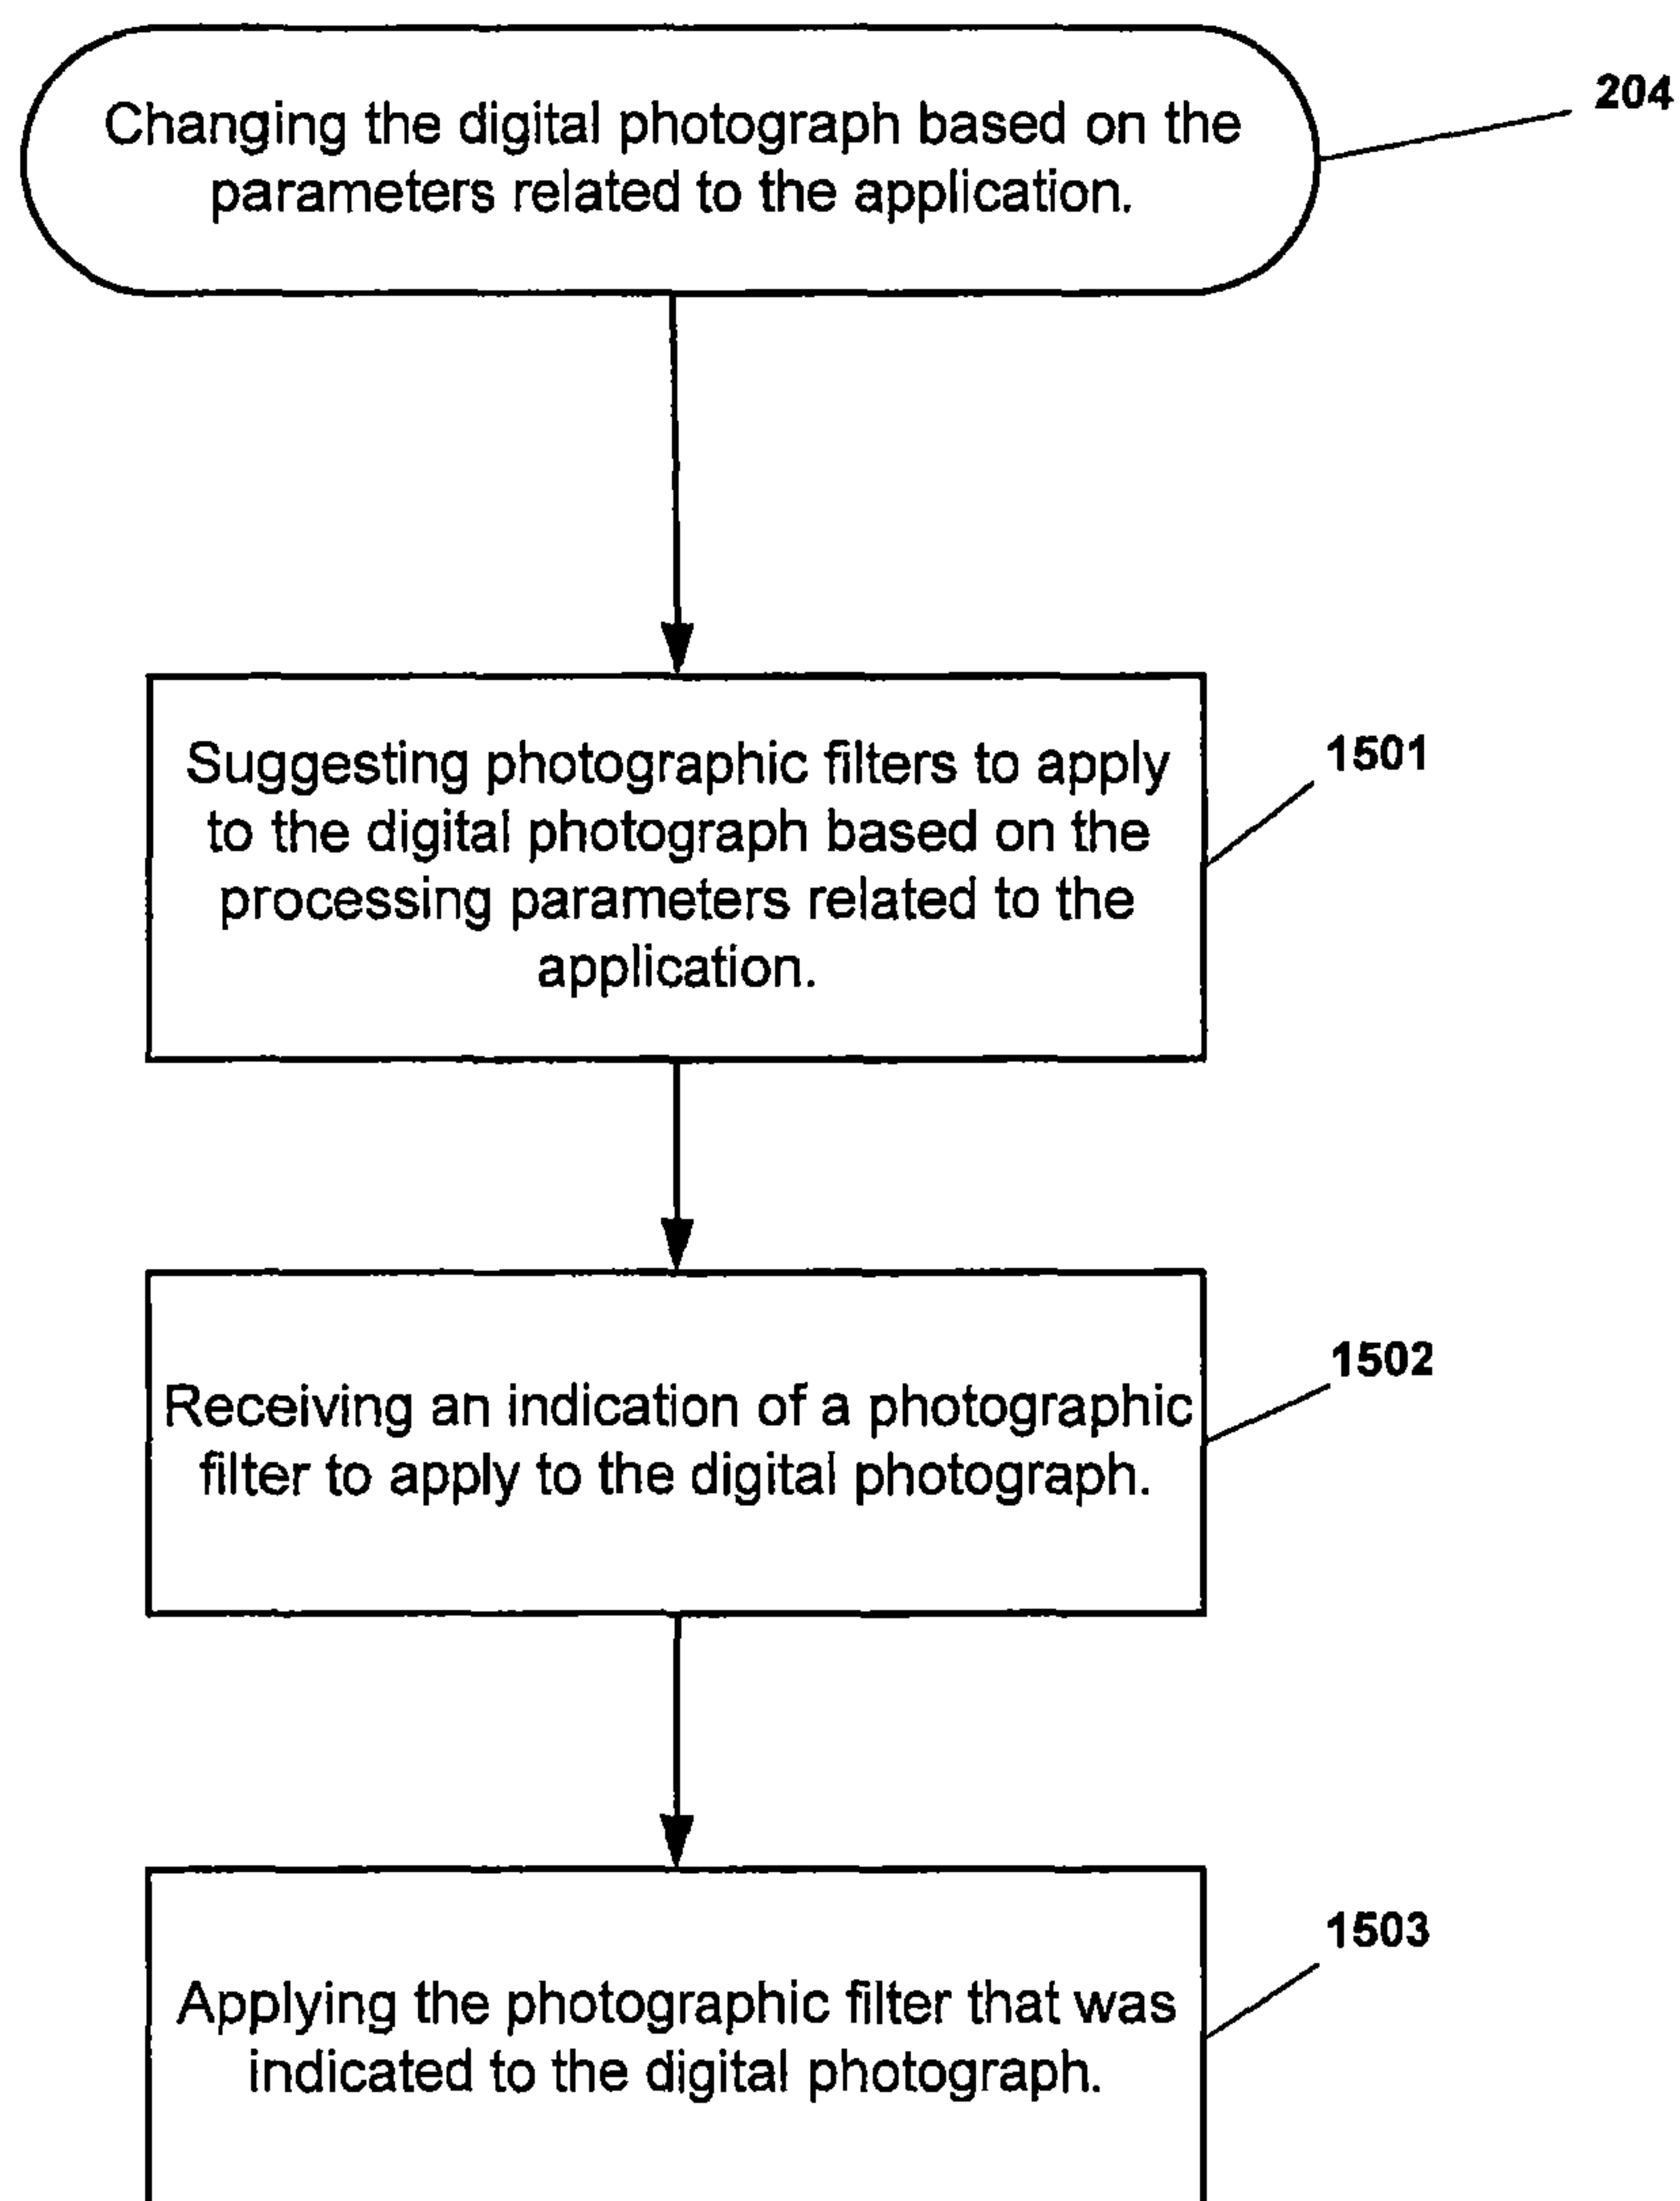 204
Changing the digital photograph based on the
parameters related to the application.
1501
Suggesting photographic filters to apply
to the digital photograph based on the
processing parameters related to the
application.
1502
Receiving an indication of a photographic
filter to apply to the digital photograph.
1503
Applying the photographic filter that was
indicated to the digital photograph.